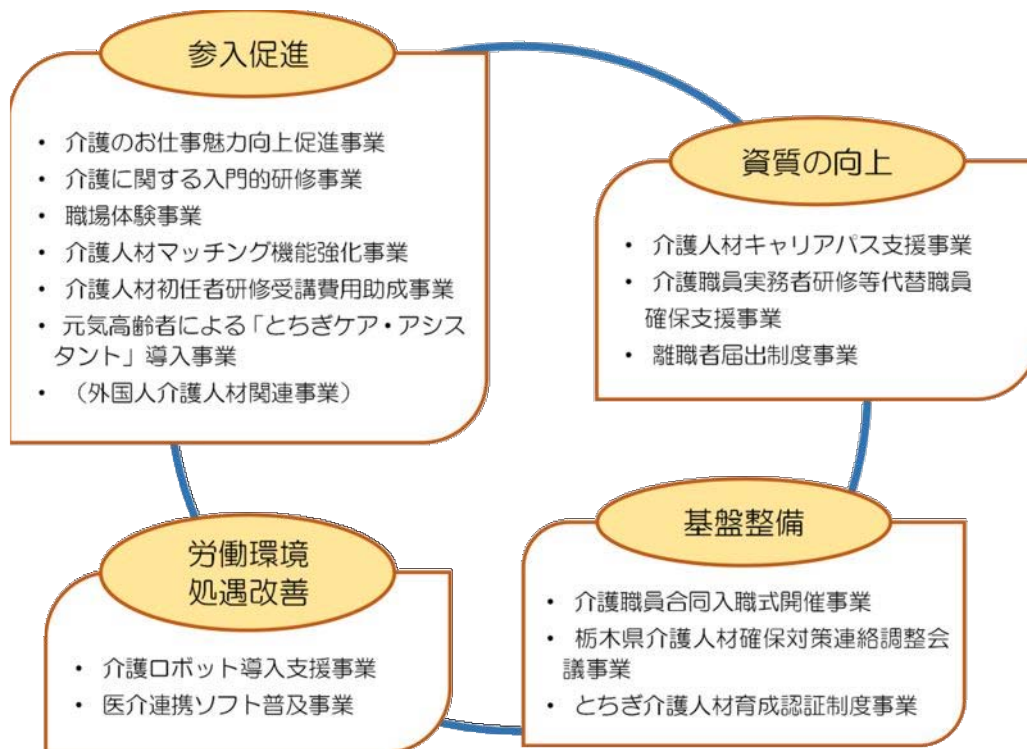 参入促進
• 介護のお仕事魅力向上促進事業
• 介護に関する入門的研修事業
• 職場体験事業
• 介護人材マッチング機能強化事業
• 介護人材初任者研修受講費用助成事業
• 元気高齢者による「とちぎケア・アシス
タント」導入事業
• （外国人介護人材関連事業）
資質の向上
• 介護人材キャリアパス支援事業
• 介護職員実務者研修等代替職員
確保支援事業
• 離職者届出制度事業
労働環境
処遇改善
• 介護ロボット導入支援事業
• 医介連携ソフト普及事業
基盤整備
• 介護職員合同入職式開催事業
• 栃木県介護人材確保対策連絡調整会
議事業
• とちぎ介護人材育成認証制度事業